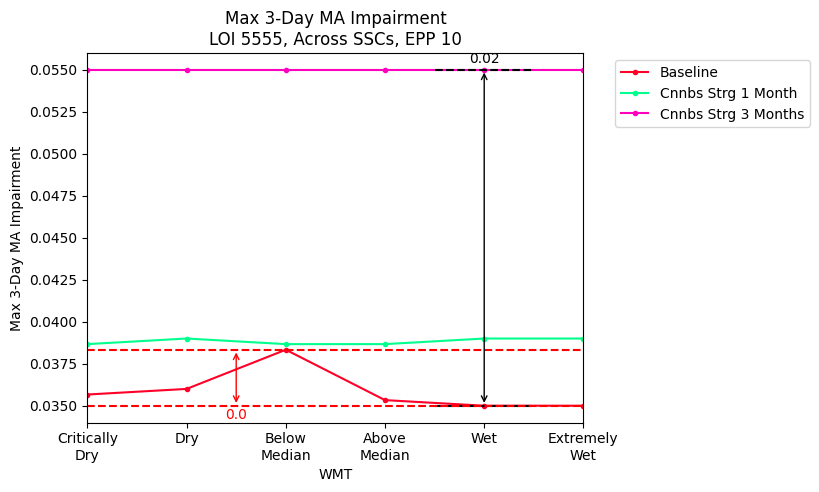 Max 3-Day MA Impairment
LOI 5555, Across SSCs, EPP 10
0.02
Baseline
Cnnbs Strg 1 Month
Cnnbs Strg 3 Months
Max 3-Day MA Impairment
0.0550
0.0525
0.0500
0.0475
0.0450
0.0425
0.0400
0.0375
0.0350
0.0
Critically
Dry
Dry
Below
Median
Above
Median
Wet
Extremely
Wet
WMT